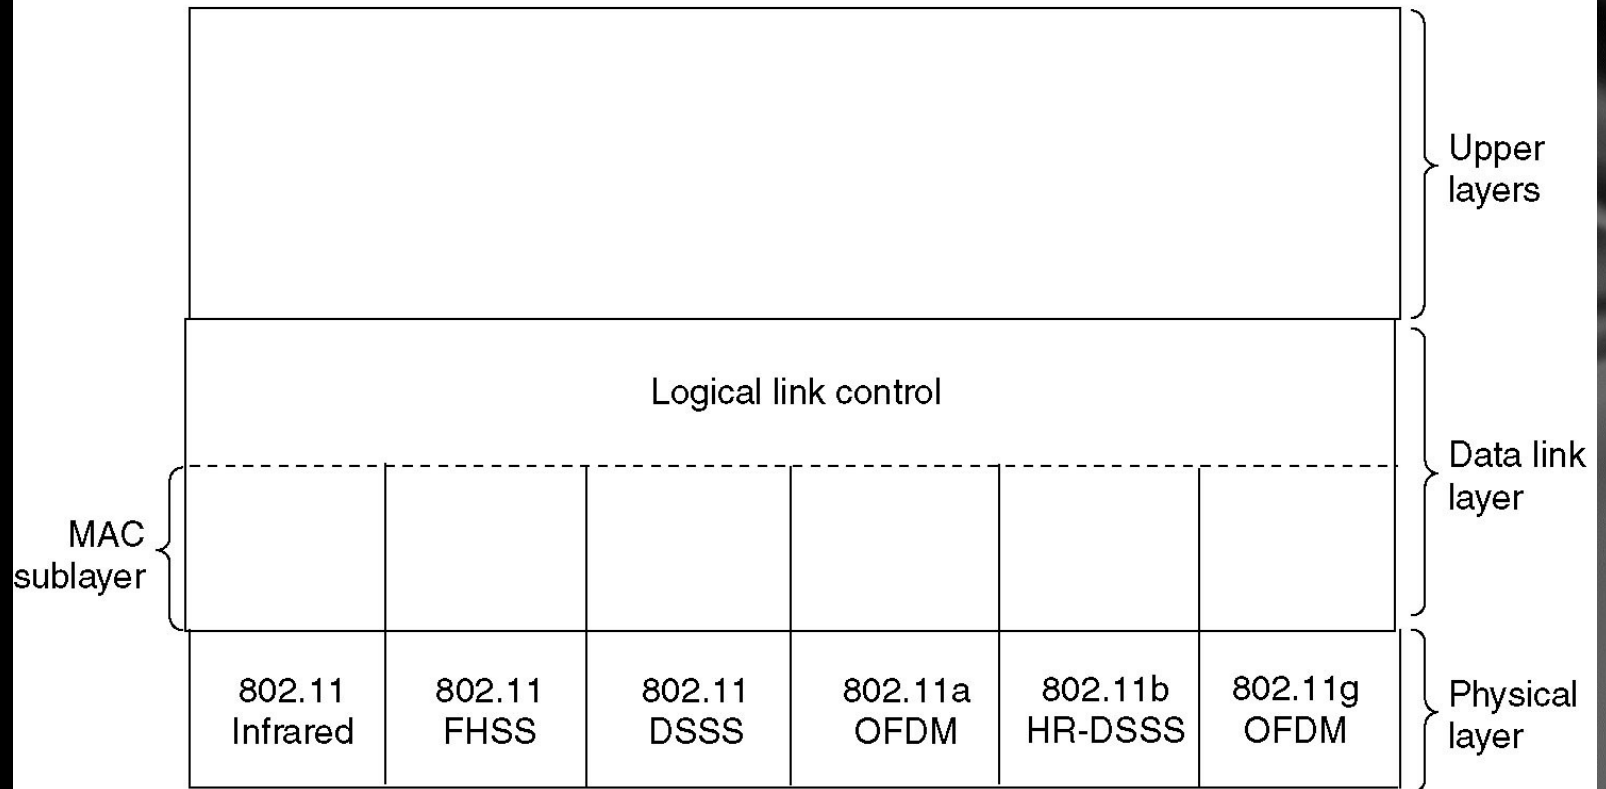 Upper
layers
Logical link control
Data link
layer
MAC
sublayer
802.11
Infrared
802.11
FHSS
802.11
DSSS
802.11a
OFDM
802.11b
HR-DSSS
802.11g
OFDM
Physical
layer